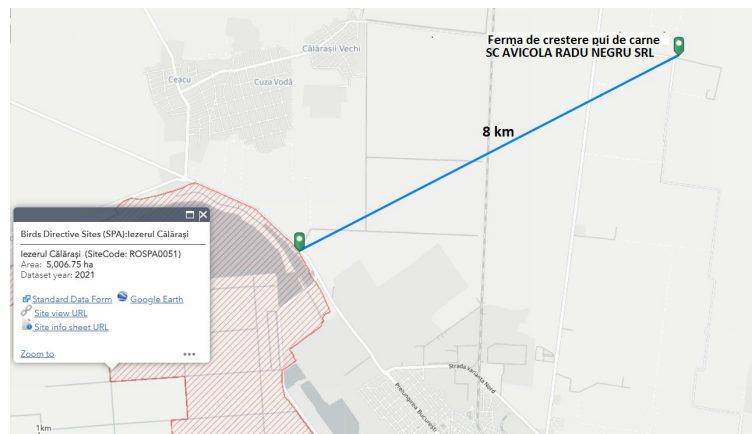 Ferma de crestere pui de carne
SC AVICOLA RADU NEGRU SRL
Călărașii Vechi
Ceacu
Cuza Vodă
8 km
Birds Directive Sites (SPA):Iezerul Călărași
Iezerul Călărași (SiteCode: ROSPA0051)
Area: 5,006.75 ha
Dataset year: 2021
Standard Data Form Google Earth
Site view URL
Site info sheet URL
Zoom to
Strada Varianta Nord
Prelungirea București
1km